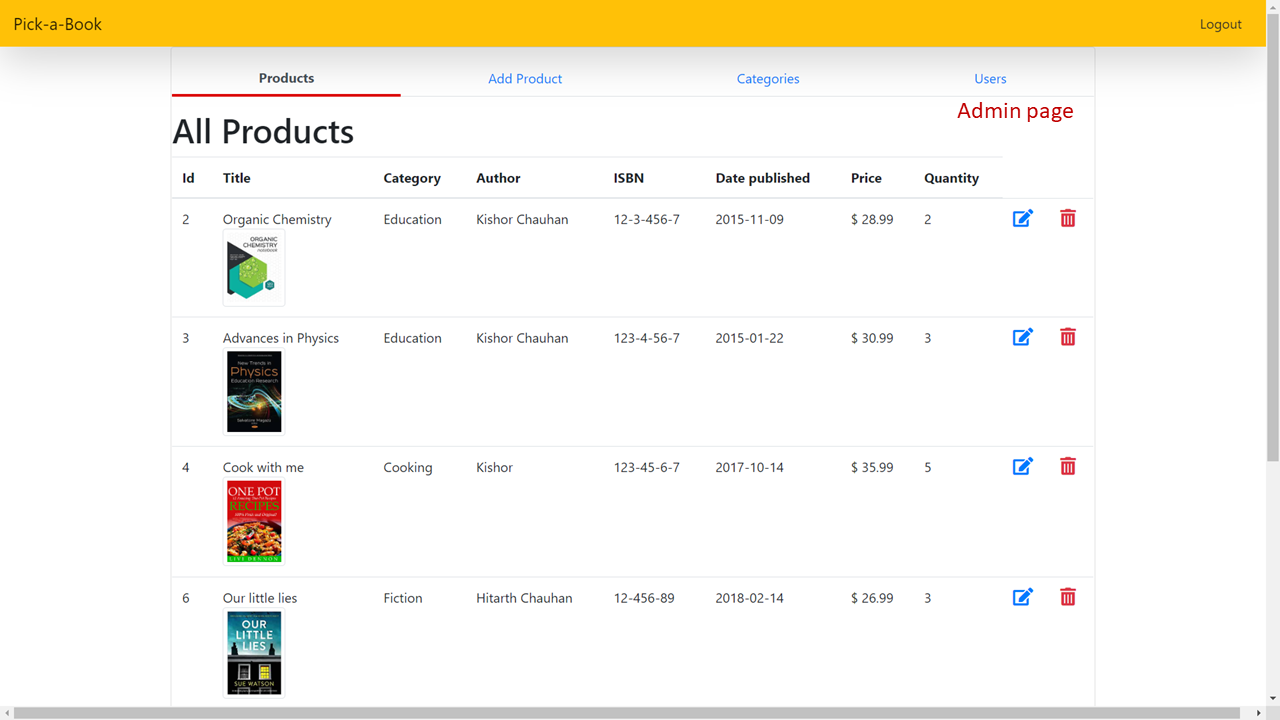 Pick-a-Book Logout
Products Add Product Categories Users
Admin page
All Products
Id Title Category Author ISBN Date published Price Quantity
2 Organic Chemistry Education Kishor Chauhan 12-3-456-7 2015-11-09 $ 28.99 2
ORGANIC
CHEMISTRY
notebook
3 Advances in Physics Education Kishor Chauhan 123-4-56-7 2015-01-22 $ 30.99 3
New Trends in
Physics
Education Research
4 Cook with me Cooking Kishor 123-45-6-7 2017-10-14 $ 35.99 5
ONE POT
RECIPES
6 Our little lies Fiction Hitarth Chauhan 12-456-89 2018-02-14 $ 26.99 3
OUR
LITTLE
LIES
SUE WATSON